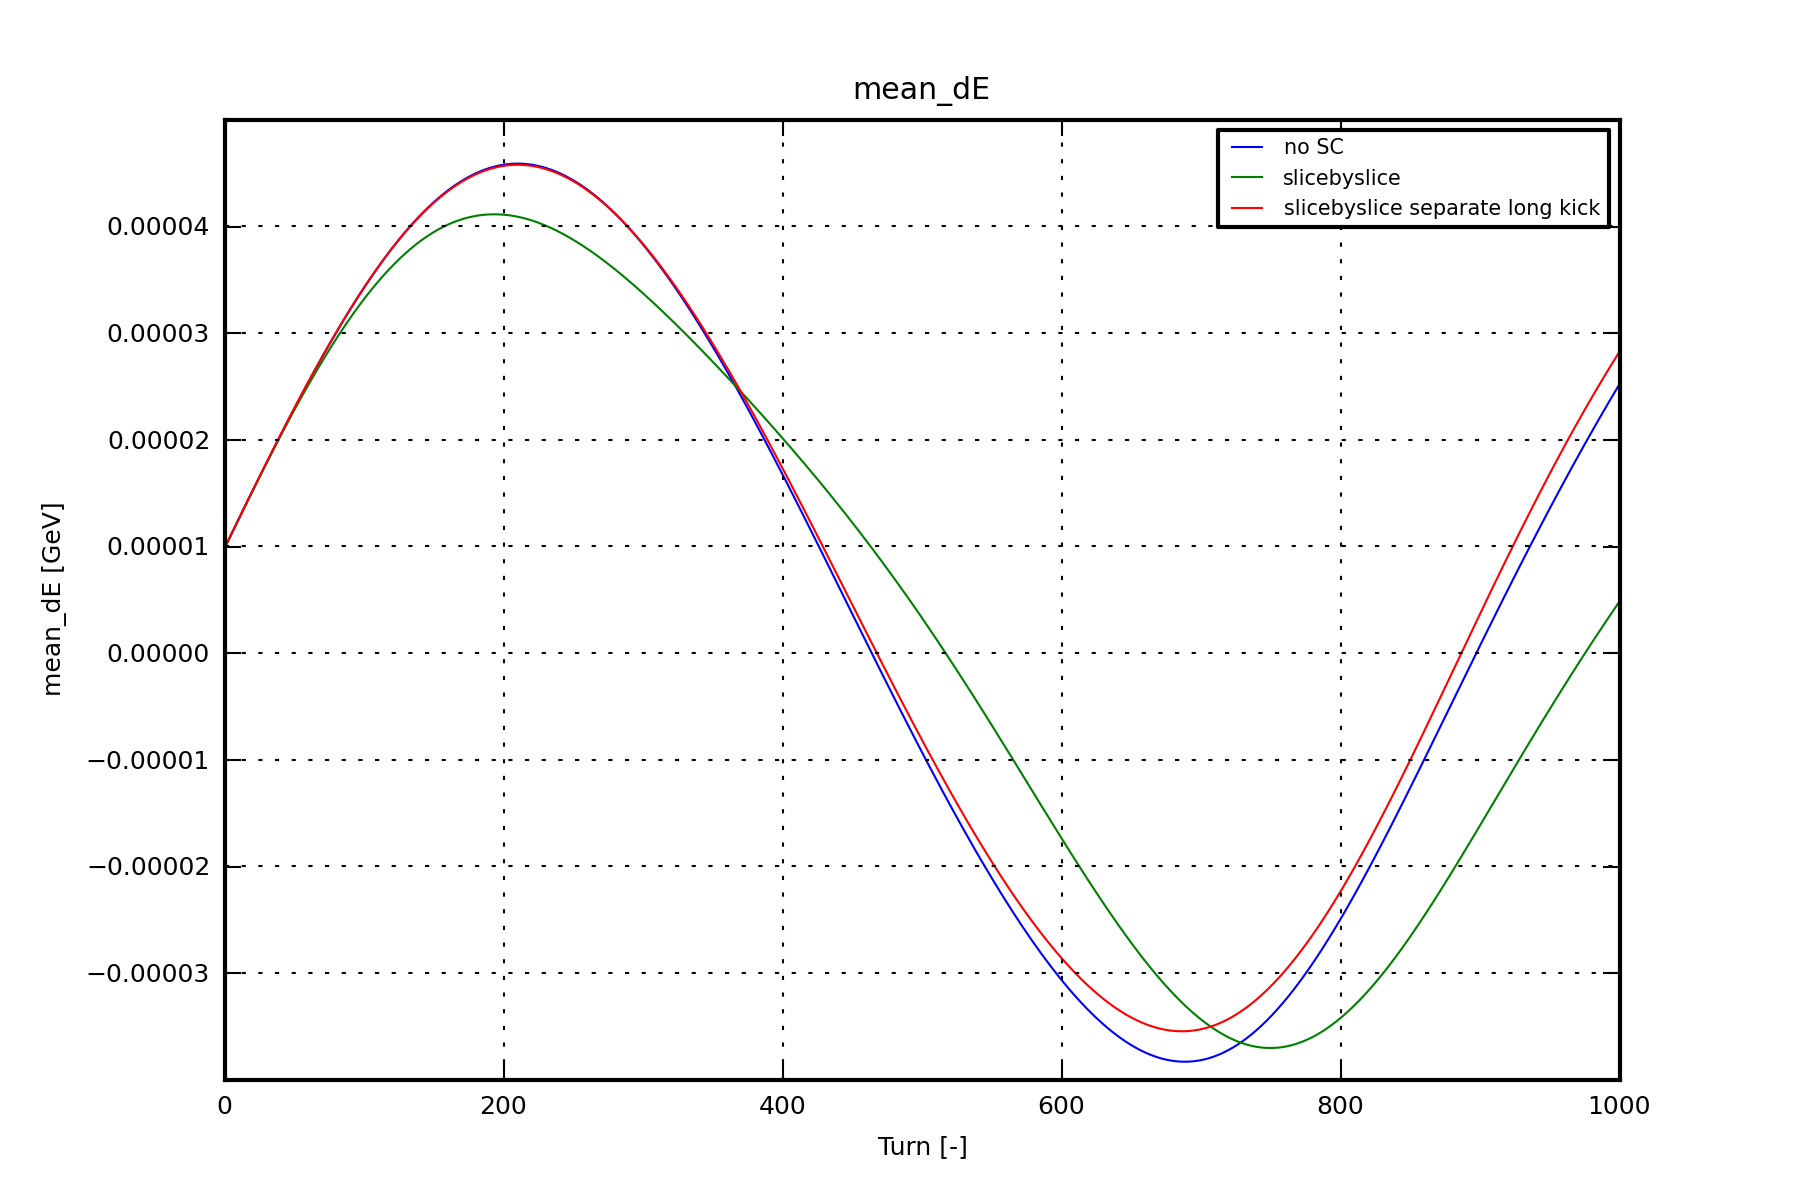 mean_dE
no SC
slicebyslice
slicebyslice separate long kick
0.00004
0.00003
0.00002
0.00001
0.00000
−0.00001
−0.00002
−0.00003
mean_dE [GeV]
0 200 400 600 800 1000
Turn [-]